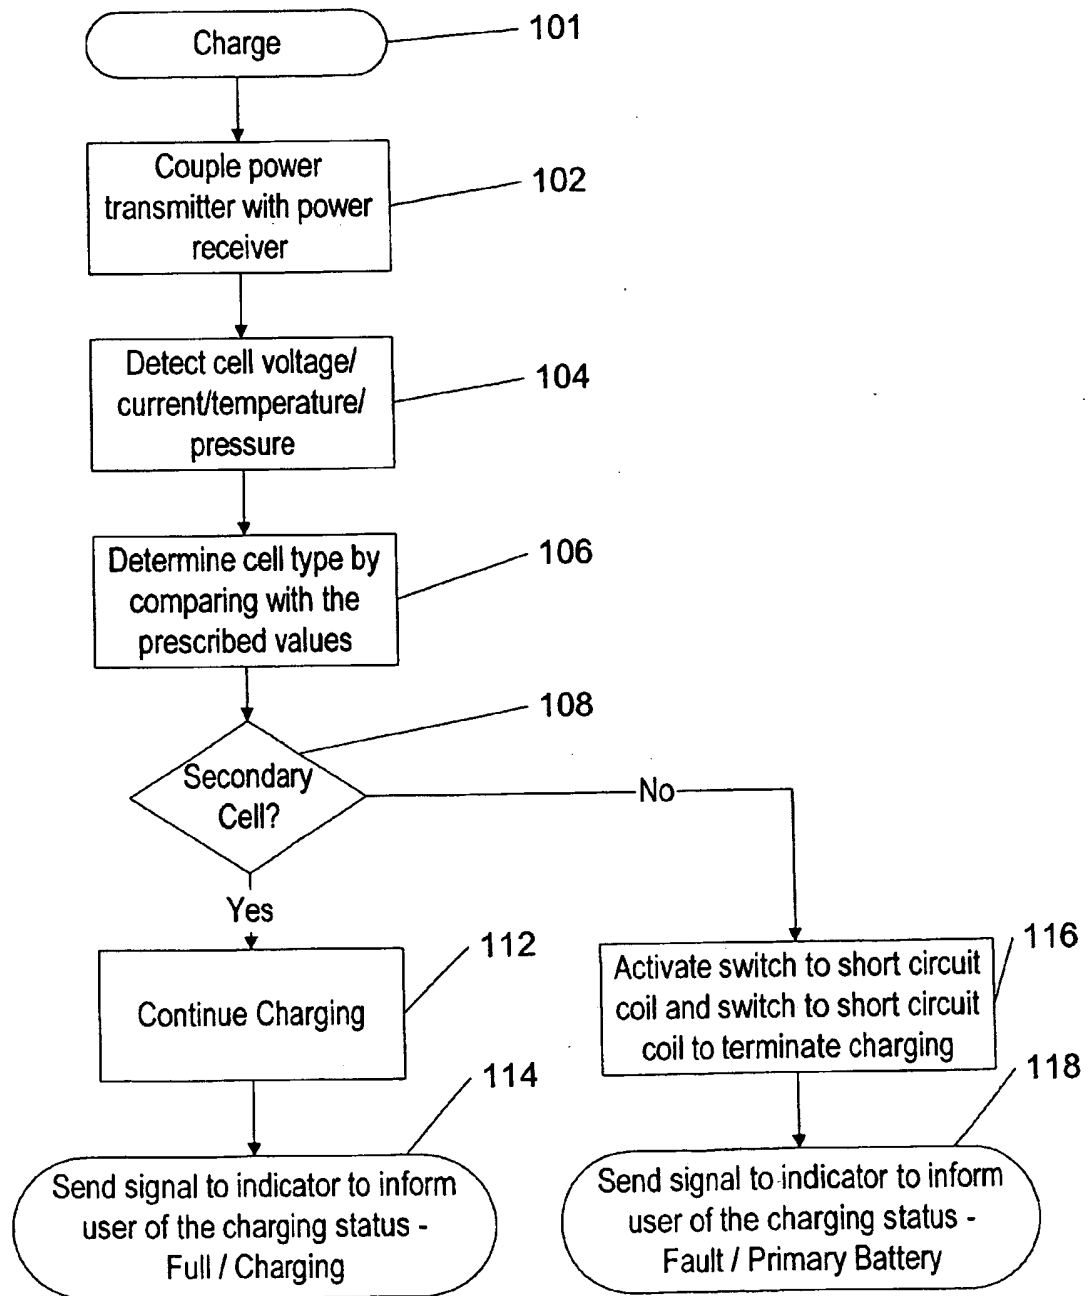 Charge
101
Couple power
transmitter with power
receiver
102
Detect cell voltage/
current/temperature/
pressure
104
Determine cell type by
comparing with the
prescribed values
106
108
Secondary
Cell?
No
Yes
112
Continue Charging
116
Activate switch to short circuit
coil and switch to short circuit
coil to terminate charging
114
Send signal to indicator to inform
user of the charging status -
Full / Charging
118
Send signal to indicator to inform
user of the charging status -
Fault / Primary Battery